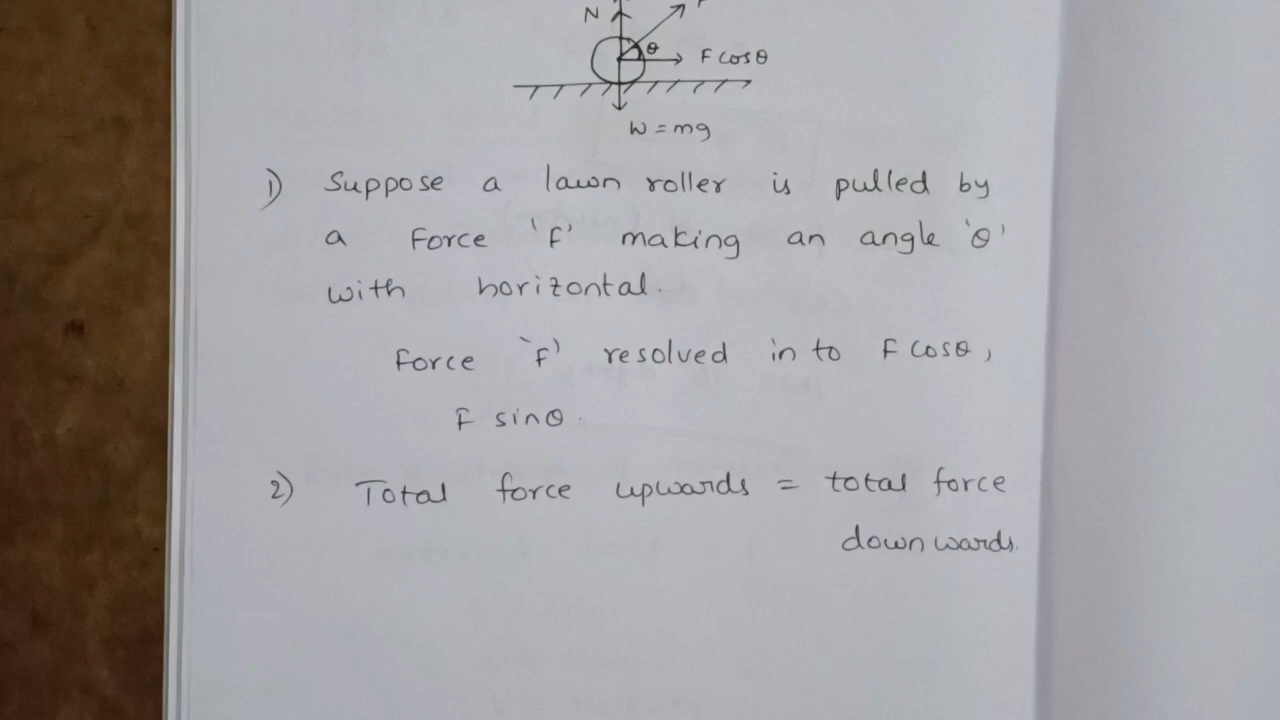 N
θ
F cosθ
W = mg
1) Suppose a lawn roller is pulled by
a Force 'F' making an angle 'θ'
with horizontal.
Force 'F' resolved in to F cosθ,
F sinθ.
2) Total force upwards = total force
downwards.